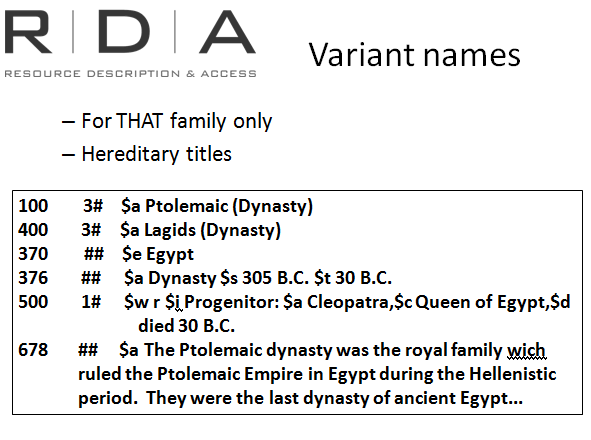 R | D | A
RESOURCE DESCRIPTION & ACCESS
Variant names
– For THAT family only
– Hereditary titles
100 3# $a Ptolemaic (Dynasty)
400 3# $a Lagids (Dynasty)
370 ## $e Egypt
376 ## $a Dynasty $s 305 B.C. $t 30 B.C.
500 1# $w r $i Progenitor: $a Cleopatra,$c Queen of Egypt,$d
died 30 B.C.
678 ## $a The Ptolemaic dynasty was the royal family wich
ruled the Ptolemaic Empire in Egypt during the Hellenistic
period. They were the last dynasty of ancient Egypt...